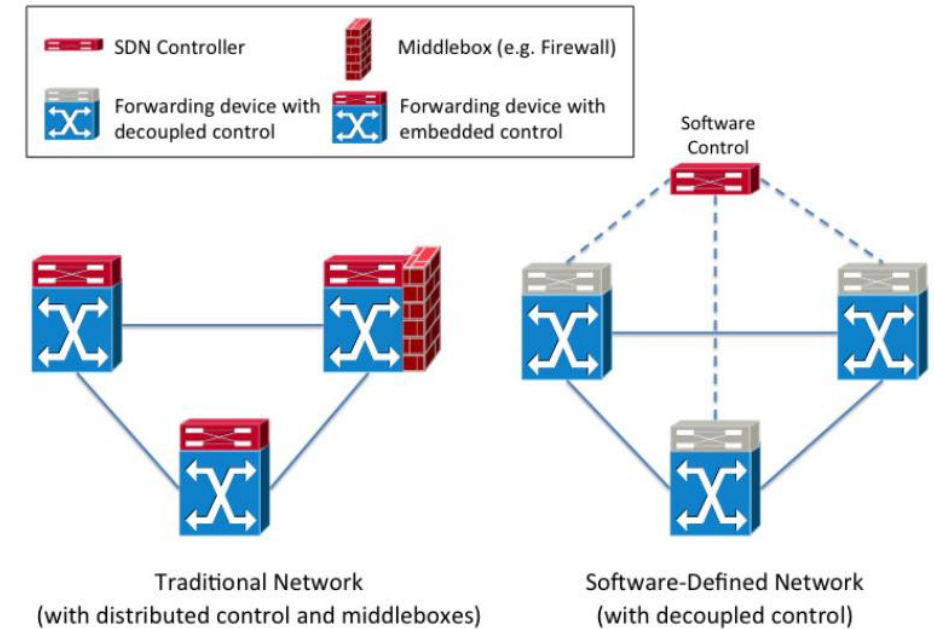 SDN Controller
Middlebox (e.g. Firewall)
Forwarding device with
decoupled control
Forwarding device with
embedded control
Software
Control
Traditional Network
(with distributed control and middleboxes)
Software-Defined Network
(with decoupled control)